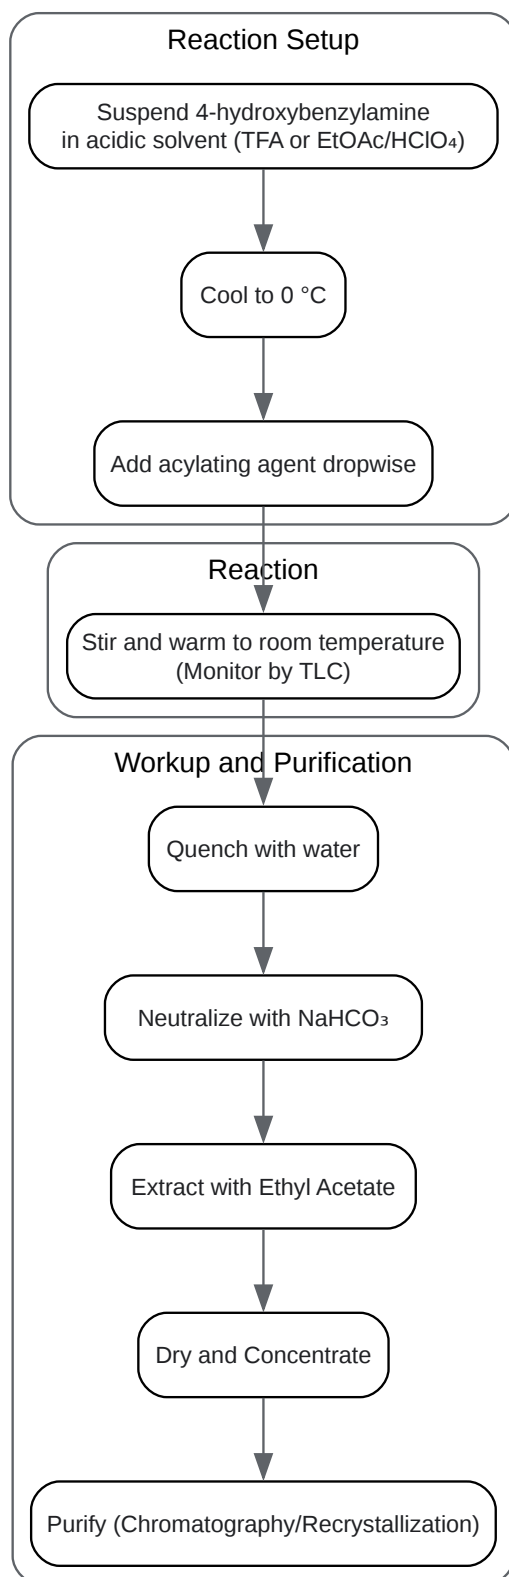 Reaction Setup
Suspend 4-hydroxybenzylamine
in acidic solvent (TFA or EtOAc/HClO₄)
Cool to 0 °C
Add acylating agent dropwise
Reaction
Stir and warm to room temperature
(Monitor by TLC)
Workup and Purification
Quench with water
Neutralize with NaHCO₃
Extract with Ethyl Acetate
Dry and Concentrate
Purify (Chromatography/Recrystallization)